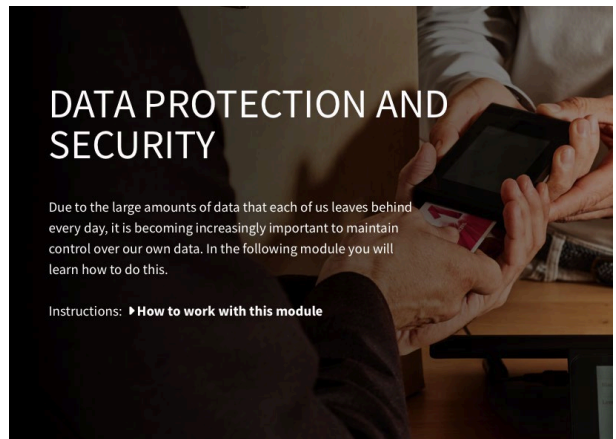 DATA PROTECTION AND
SECURITY
Due to the large amounts of data that each of us leaves behind
every day, it is becoming increasingly important to maintain
control over our own data. In the following module you will
learn how to do this.
Instructions: ▶How to work with this module